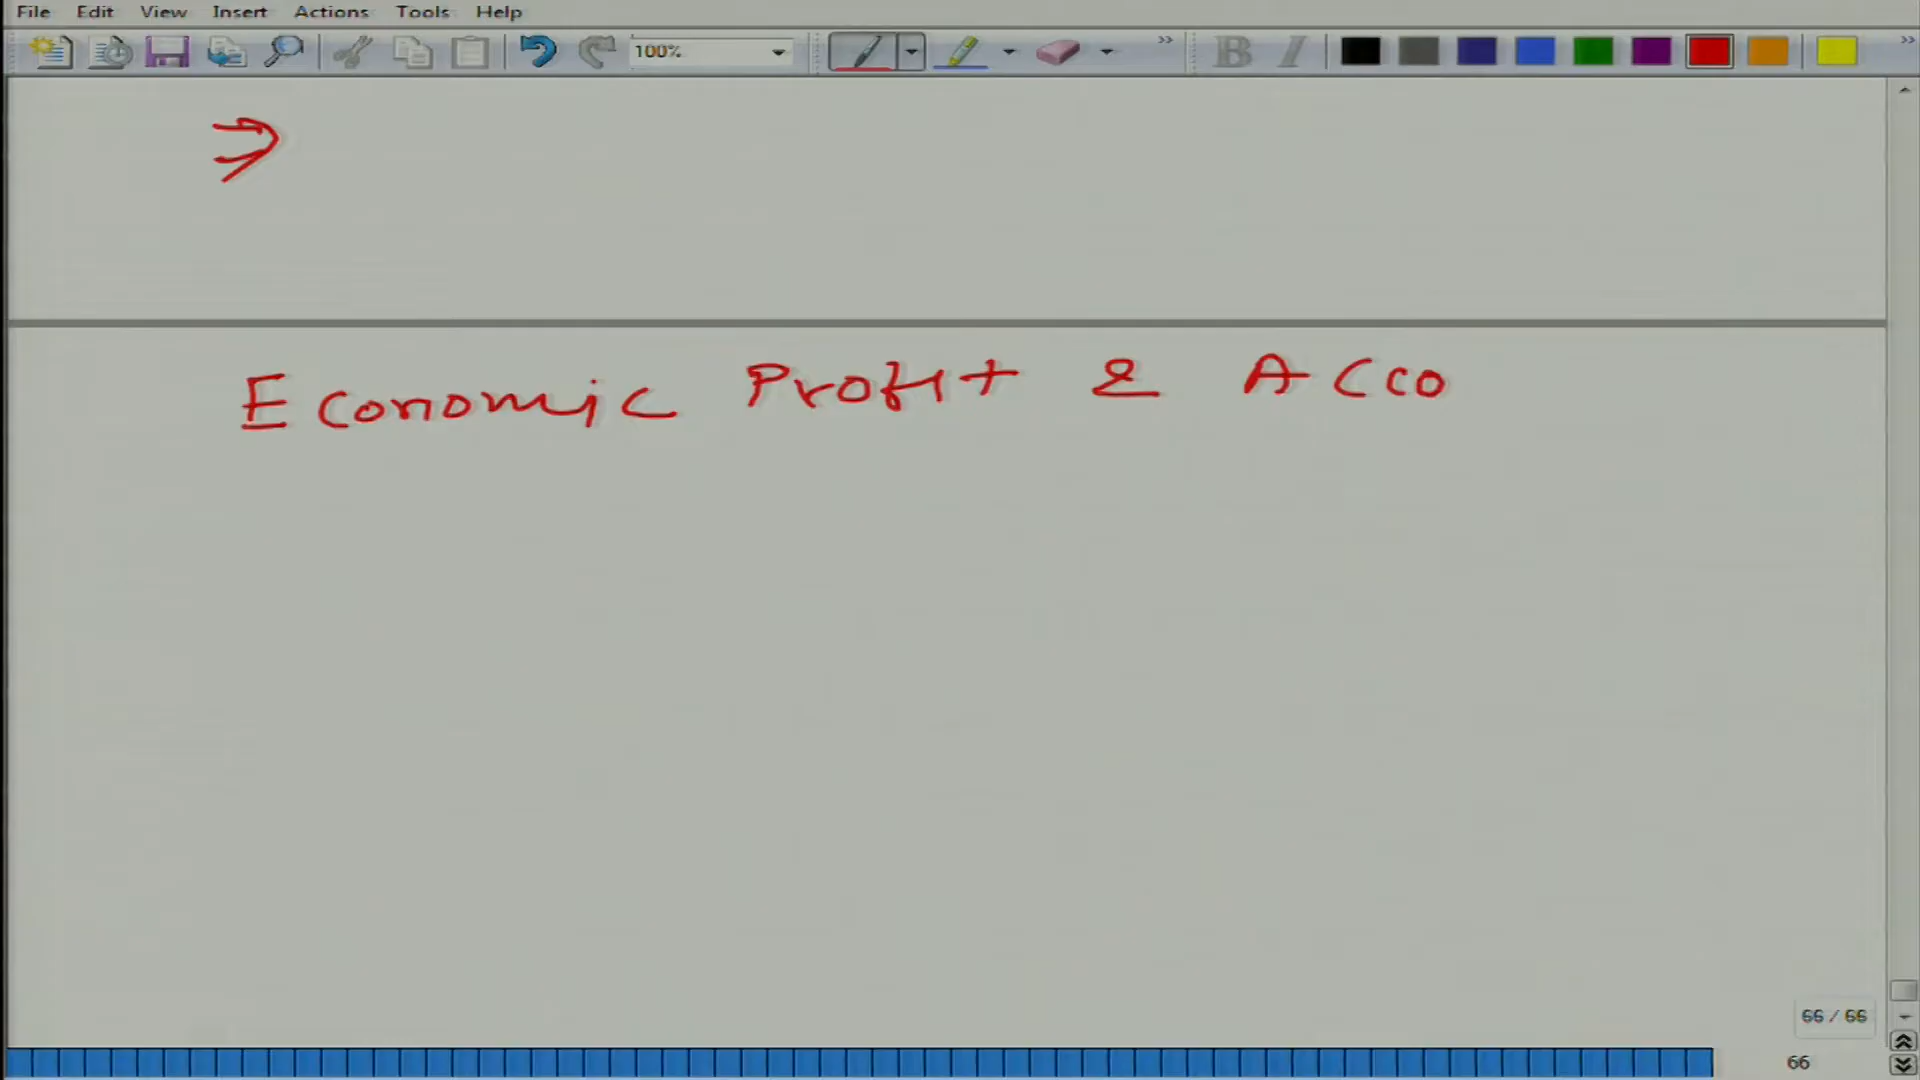 File Edit View Insert Actions Tools Help
100% B I
⇒
Economic Profit & Acco
66 / 66
66